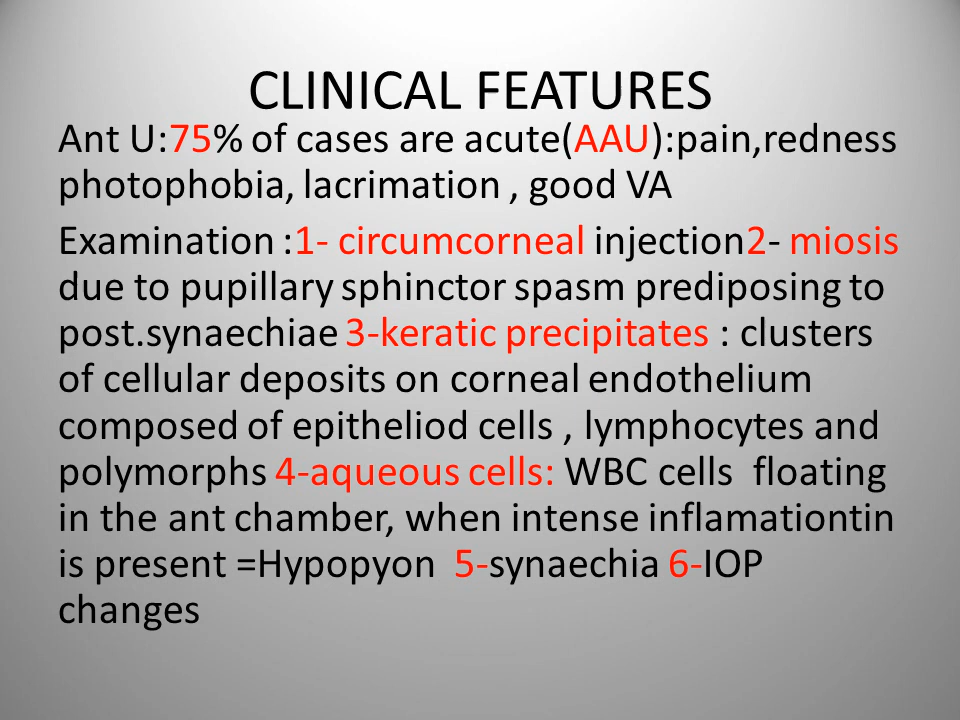 CLINICAL FEATURES
Ant U:75% of cases are acute(AAU):pain,redness
photophobia, lacrimation , good VA
Examination :1- circumcorneal injection2- miosis
due to pupillary sphinctor spasm prediposing to
post.synaechiae 3-keratic precipitates : clusters
of cellular deposits on corneal endothelium
composed of epitheliod cells , lymphocytes and
polymorphs 4-aqueous cells: WBC cells  floating
in the ant chamber, when intense inflamationtin
is present =Hypopyon  5-synaechia 6-IOP
changes